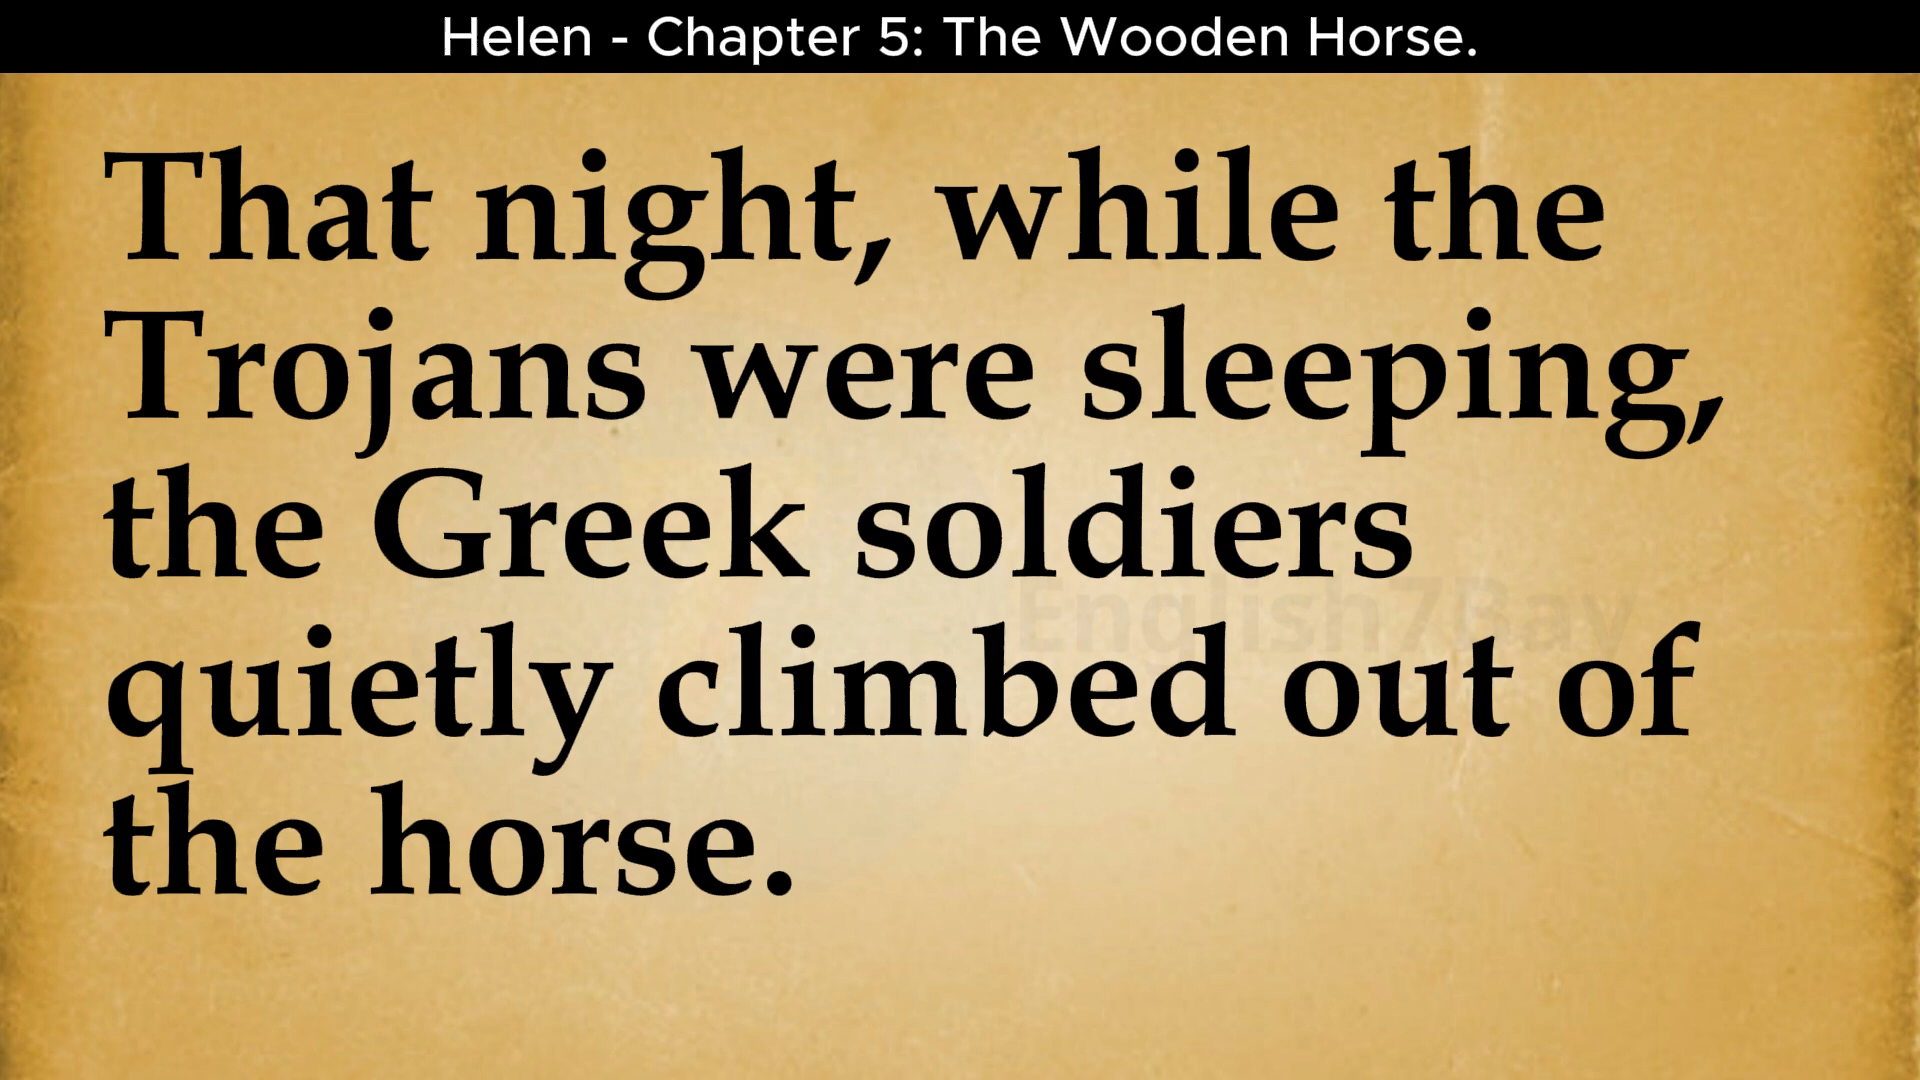 Helen - Chapter 5: The Wooden Horse.
That night, while the
Trojans were sleeping,
the Greek soldiers
English7Bay
quietly climbed out of
the horse.